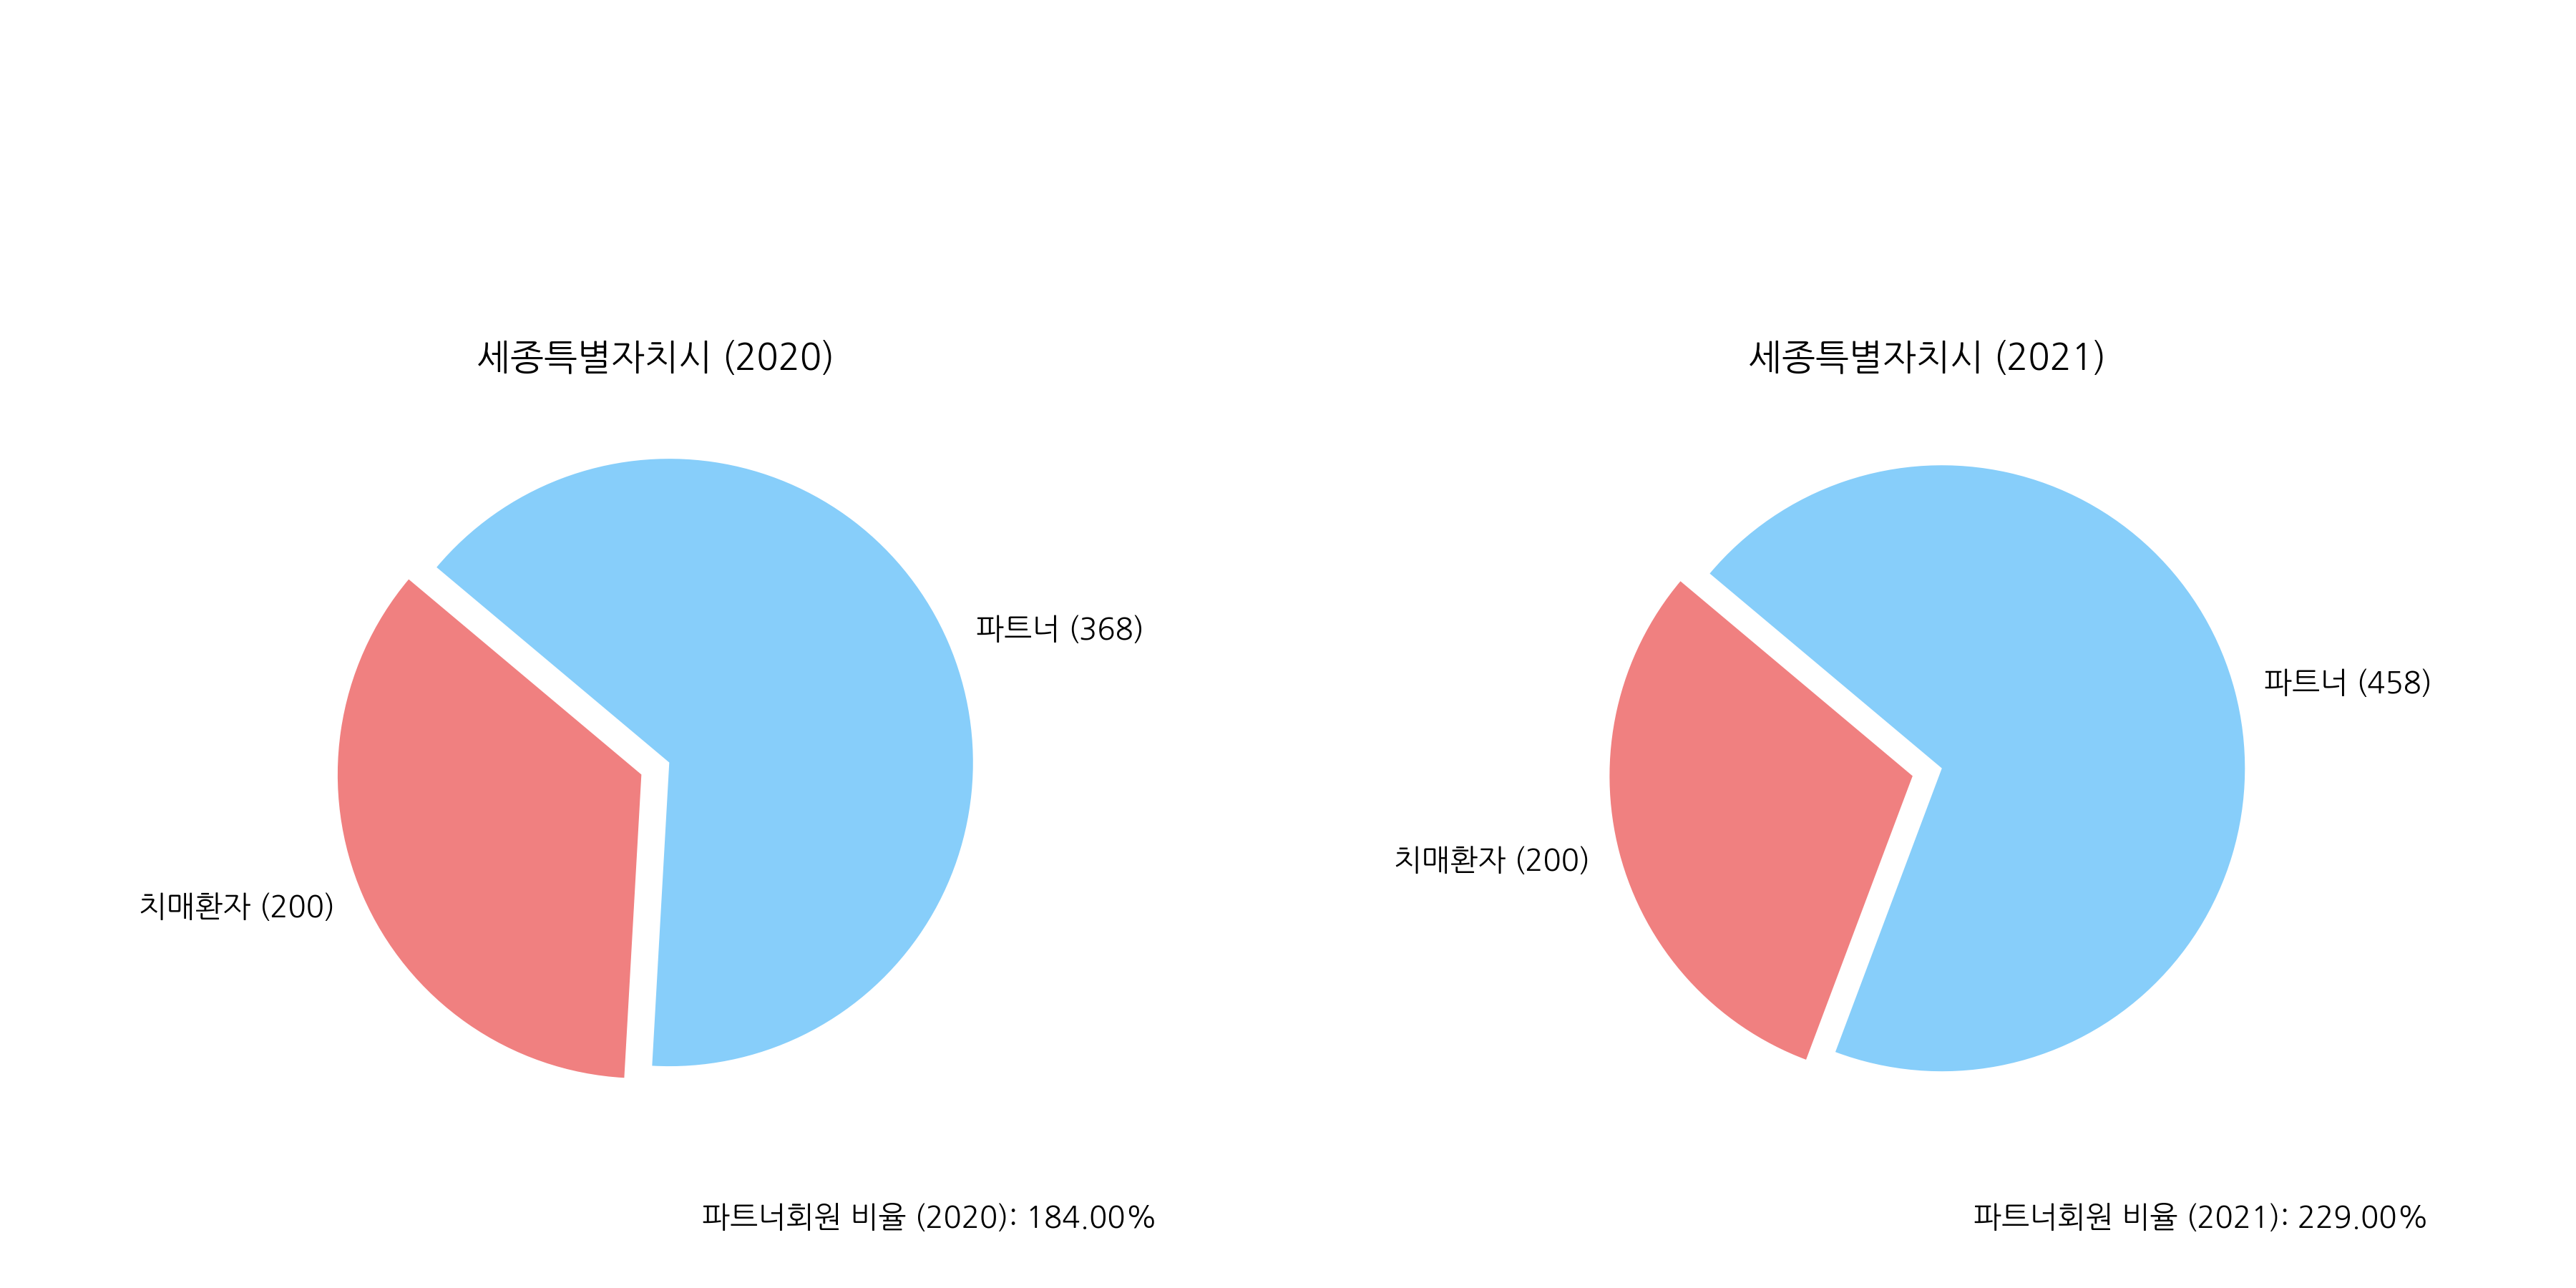 세종특별자치시 (2020)
파트너 (368)
치매환자 (200)
파트너회원 비율 (2020): 184.00%
세종특별자치시 (2021)
파트너 (458)
치매환자 (200)
파트너회원 비율 (2021): 229.00%